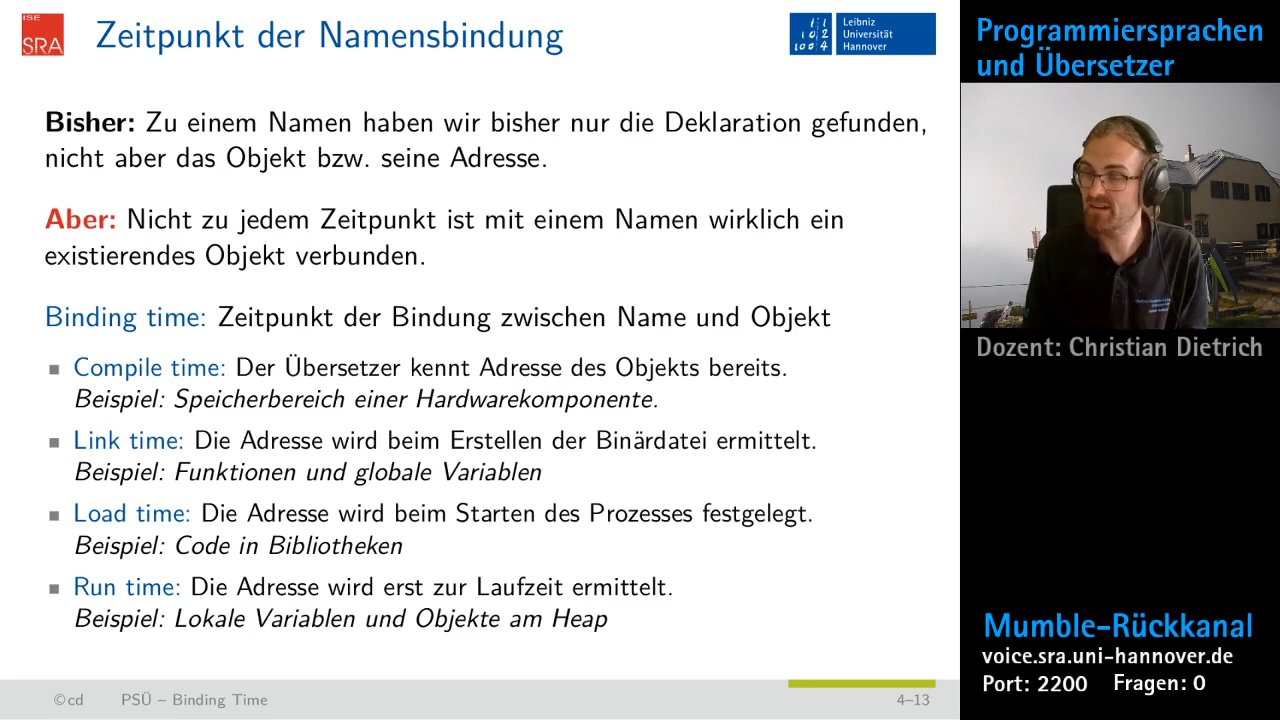 ISE
SRA
Zeitpunkt der Namensbindung
Leibniz
Universität
Hannover
Bisher: Zu einem Namen haben wir bisher nur die Deklaration gefunden,
nicht aber das Objekt bzw. seine Adresse.
Aber: Nicht zu jedem Zeitpunkt ist mit einem Namen wirklich ein
existierendes Objekt verbunden.
Binding time: Zeitpunkt der Bindung zwischen Name und Objekt
Compile time: Der Übersetzer kennt Adresse des Objekts bereits.
Beispiel: Speicherbereich einer Hardwarekomponente.
Link time: Die Adresse wird beim Erstellen der Binärdatei ermittelt.
Beispiel: Funktionen und globale Variablen
Load time: Die Adresse wird beim Starten des Prozesses festgelegt.
Beispiel: Code in Bibliotheken
Run time: Die Adresse wird erst zur Laufzeit ermittelt.
Beispiel: Lokale Variablen und Objekte am Heap
©cd PSÜ – Binding Time 4–13
Programmiersprachen
und Übersetzer
Dozent: Christian Dietrich
Mumble-Rückkanal
voice.sra.uni-hannover.de
Port: 2200 Fragen: 0